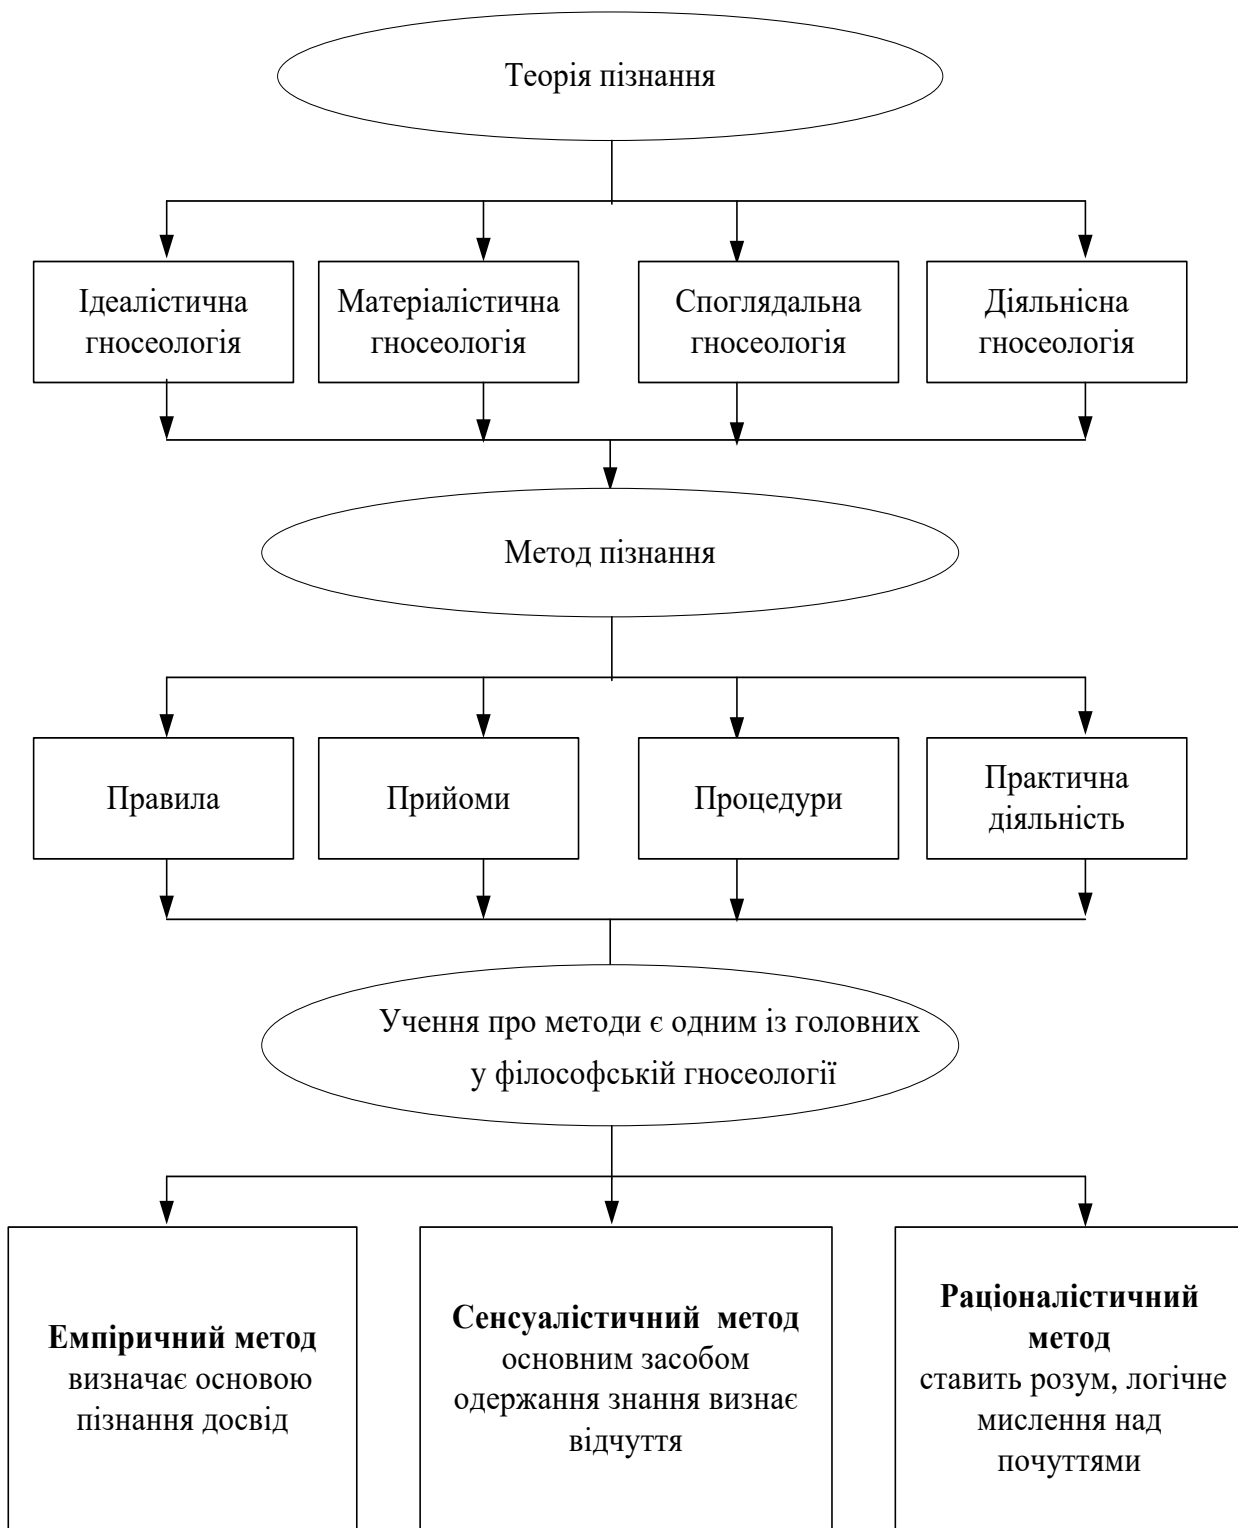 Теорія пізнання
Ідеалістична
гносеологія
Матеріалістична
гносеологія
Споглядальна
гносеологія
Діяльнісна
гносеологія
Метод пізнання
Правила
Прийоми
Процедури
Практична
діяльність
Учення про методи є одним із головних
у філософській гносеології
Емпіричний метод
визначає основою
пізнання досвід
Сенсуалістичний метод
основним засобом
одержання знання визнає
відчуття
Раціоналістичний
метод
ставить розум, логічне
мислення над
почуттями